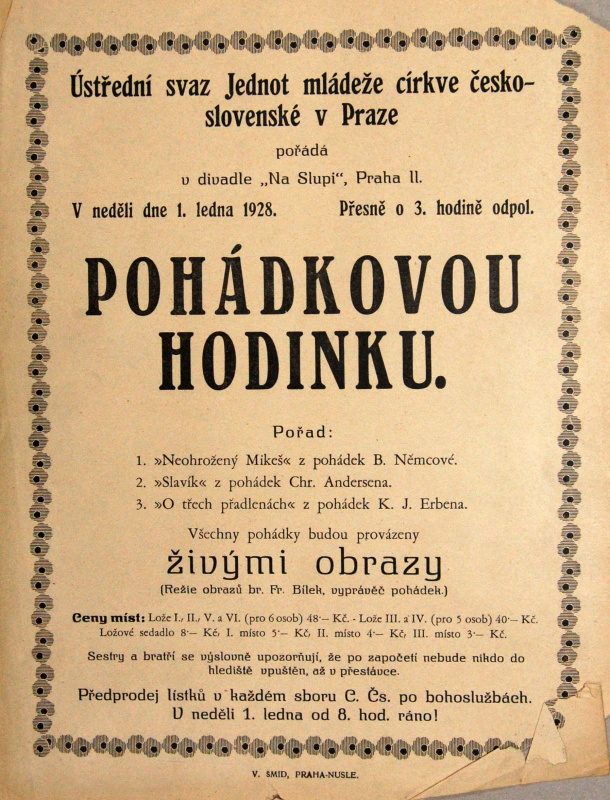 Ústřední svaz Jednot mládeže církve česko-
slovenské v Praze
pořádá
v divadle „Na Slupi“, Praha II.
V neděli dne 1. ledna 1928. Přesně o 3. hodině odpol.
POHÁDKOVOU
HODINKU.
Pořad:
1. »Neohrožený Mikeš« z pohádek B. Němcové.
2. »Slavík« z pohádek Chr. Andersena.
3. »O třech přadlenách« z pohádek K. J. Erbena.
Všechny pohádky budou provázeny
živými obrazy
(Režie obrazů br. Fr. Bílek, vyprávěč pohádek.)
Ceny míst: Lože I., II., V. a VI. (pro 6 osob) 48·— Kč. - Lože III. a IV. (pro 5 osob) 40·— Kč.
Ložové sedadlo 8·— Kč, I. místo 5·— Kč, II. místo 4·— Kč, III. místo 3·— Kč.
Sestry a bratří se výslovně upozorňují, že po započetí nebude nikdo do
hlediště vpuštěn, až v přestávce.
Předprodej lístků v každém sboru C. Čs. po bohoslužbách.
V neděli 1. ledna od 8. hod. ráno!
V. ŠMID, PRAHA-NUSLE.